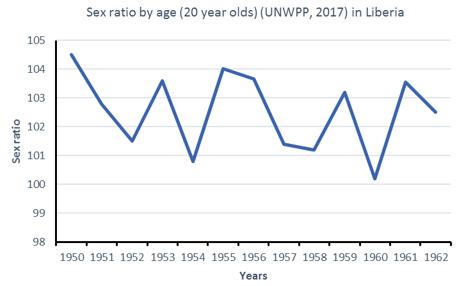 Sex ratio by age (20 year olds) (UNWPP, 2017) in Liberia
105
104
103
102
101
100
99
98
Sex ratio
1950 1951 1952 1953 1954 1955 1956 1957 1958 1959 1960 1961 1962
Years